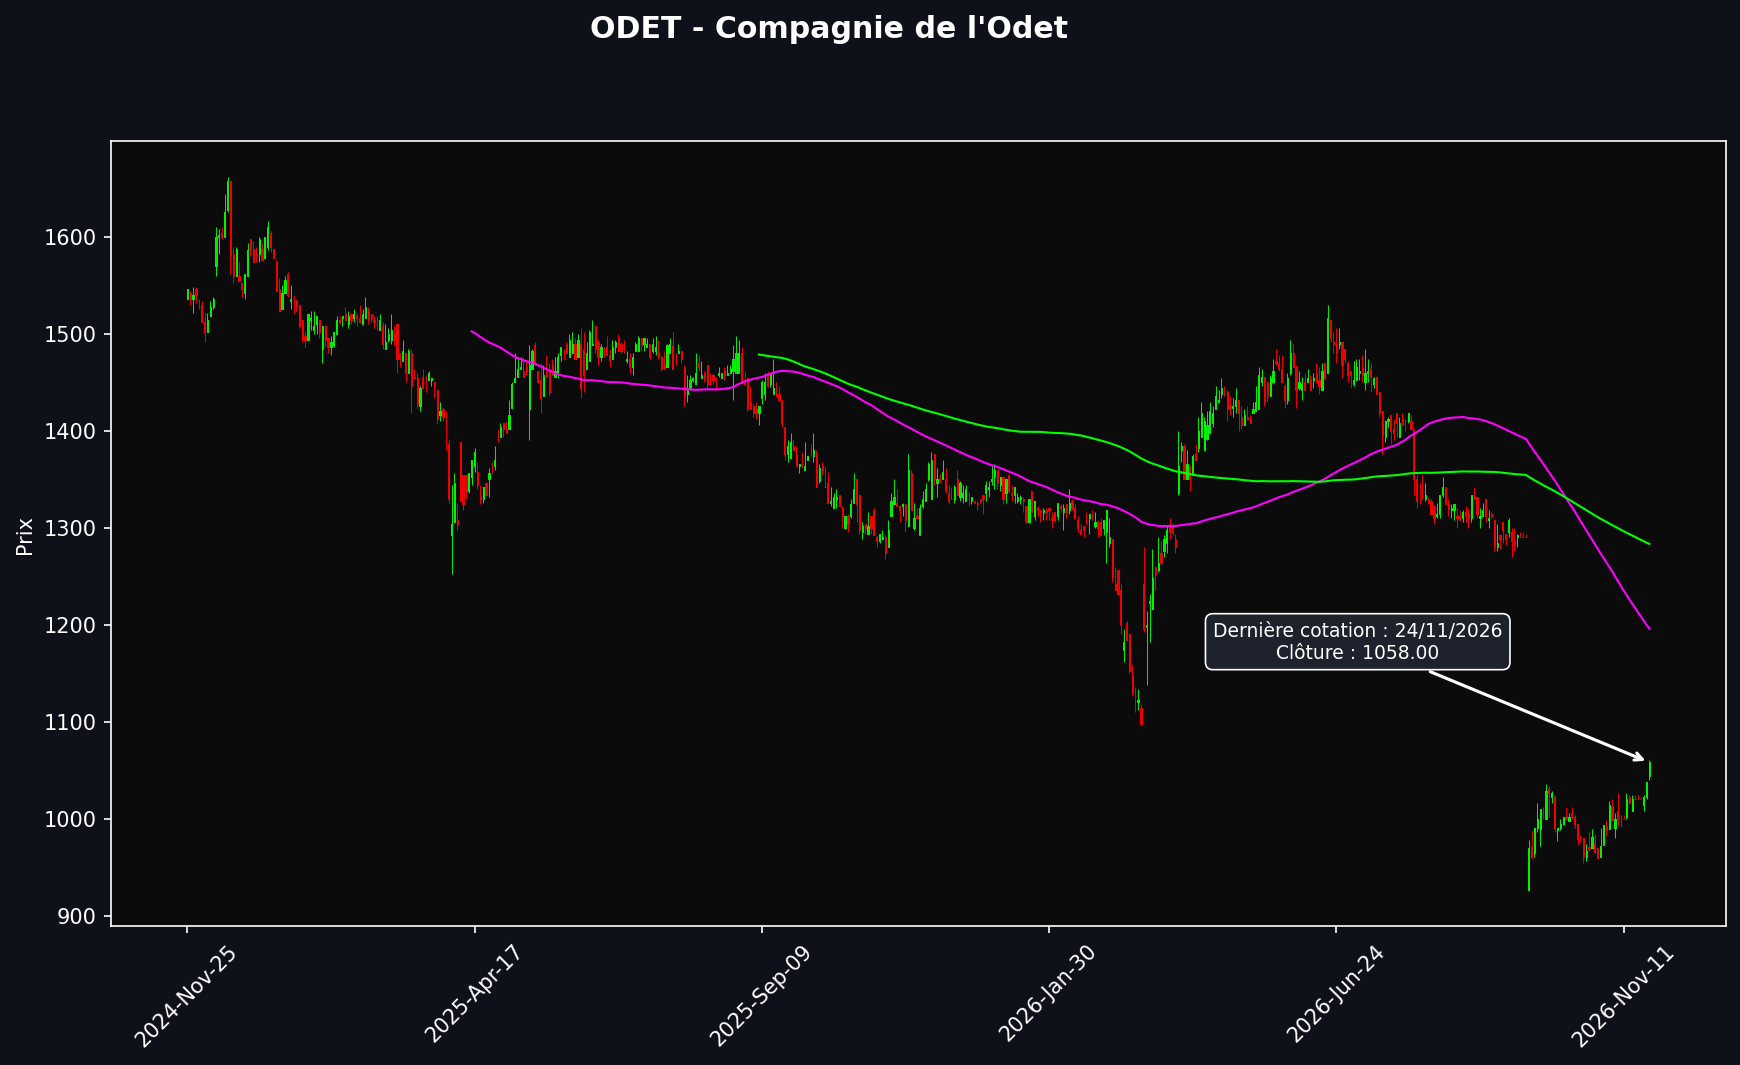 ODET - Compagnie de l'Odet
Prix
1600
1500
1400
1300
1200
1100
1000
900
Dernière cotation : 24/11/2026
Clôture : 1058.00
2024-Nov-25
2025-Apr-17
2025-Sep-09
2026-Jan-30
2026-Jun-24
2026-Nov-11